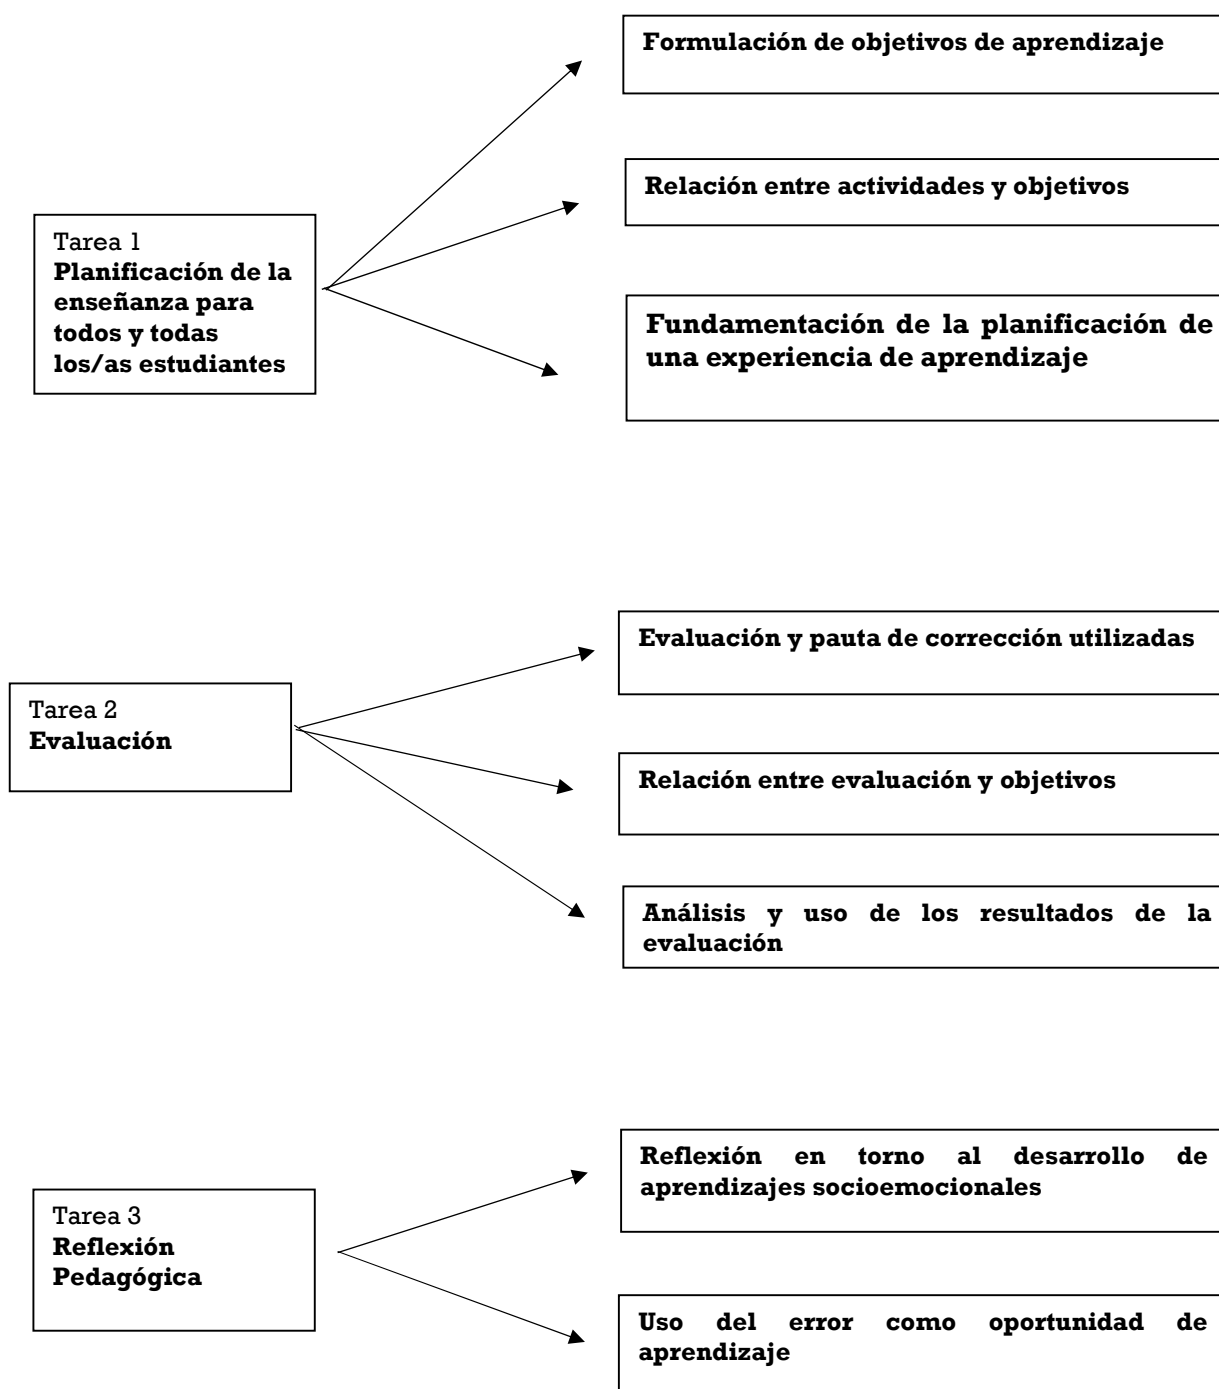 Tarea 1
Planificación de la
enseñanza para
todos y todas
los/as estudiantes
Formulación de objetivos de aprendizaje
Relación entre actividades y objetivos
Fundamentación de la planificación de
una experiencia de aprendizaje
Tarea 2
Evaluación
Evaluación y pauta de corrección utilizadas
Relación entre evaluación y objetivos
Análisis y uso de los resultados de la
evaluación
Tarea 3
Reflexión
Pedagógica
Reflexión en torno al desarrollo de
aprendizajes socioemocionales
Uso del error como oportunidad de
aprendizaje